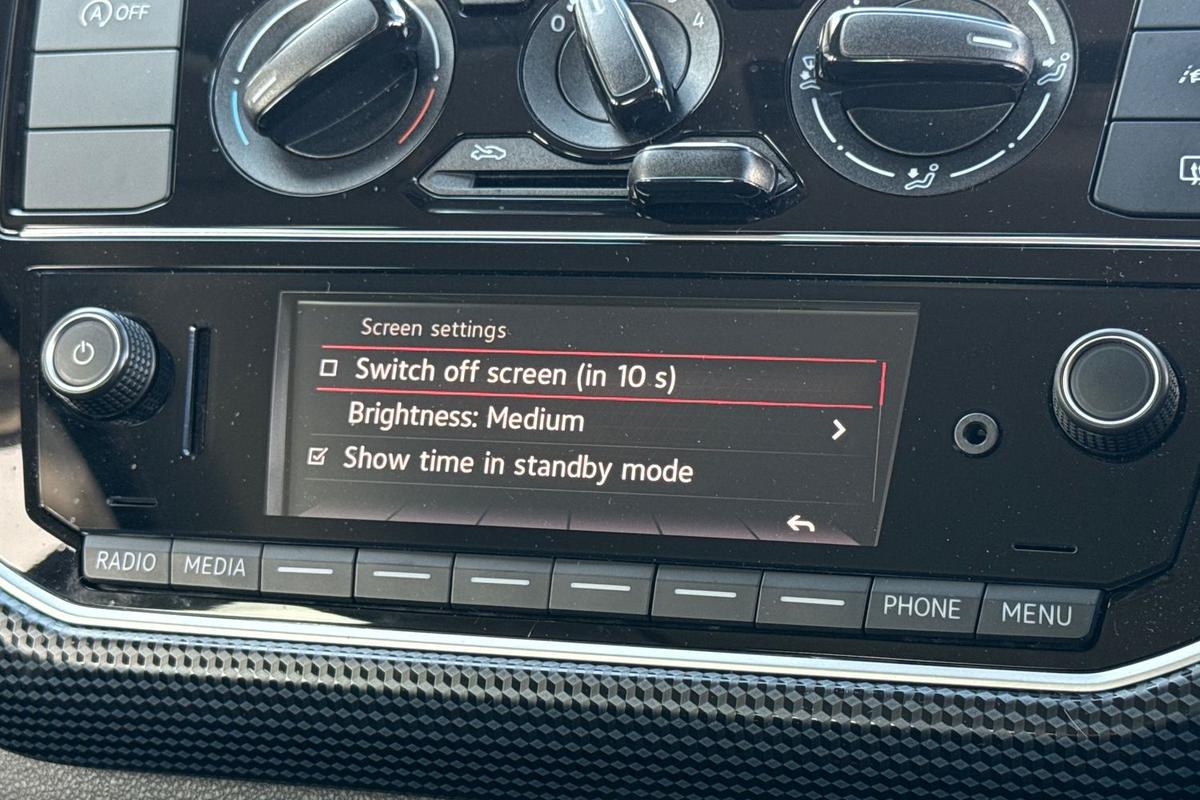 OFF
0 4
Screen settings
Switch off screen (in 10 s)
Brightness: Medium
Show time in standby mode
RADIO MEDIA PHONE MENU